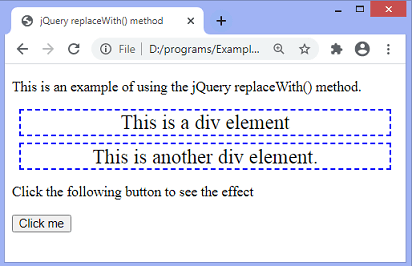 jQuery replaceWith() method
File | D:/programs/Exampl...
This is an example of using the jQuery replaceWith() method.
This is a div element
This is another div element.
Click the following button to see the effect
Click me